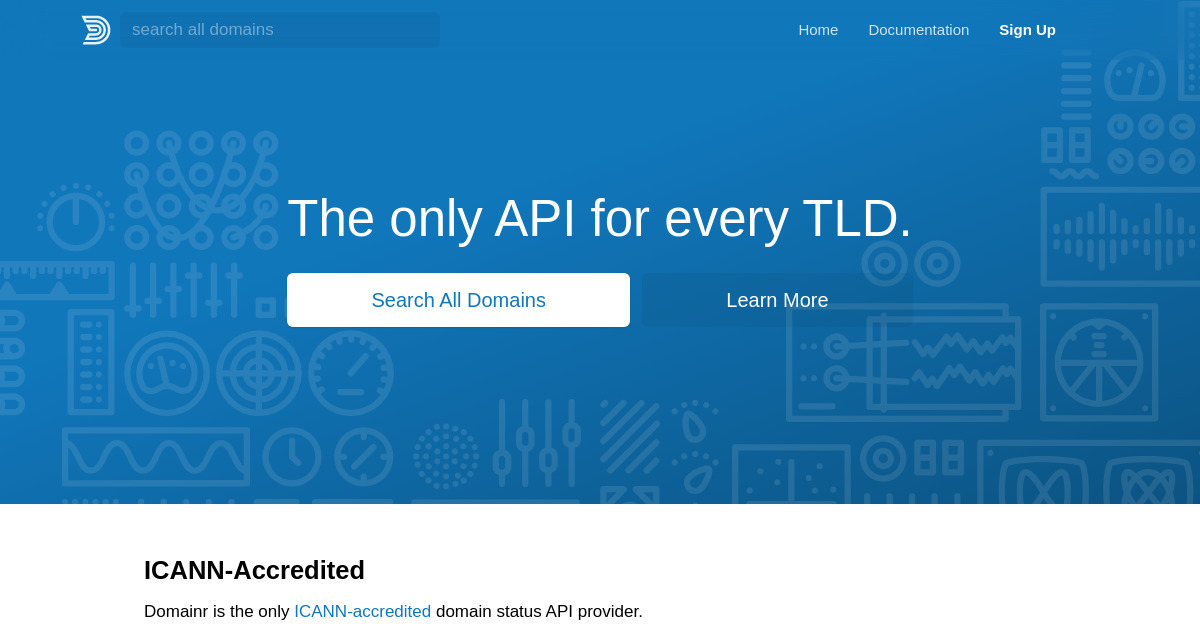 search all domains
Home
Documentation
Sign Up
The only API for every TLD.
Search All Domains
Learn More
ICANN-Accredited
Domainr is the only ICANN-accredited domain status API provider.